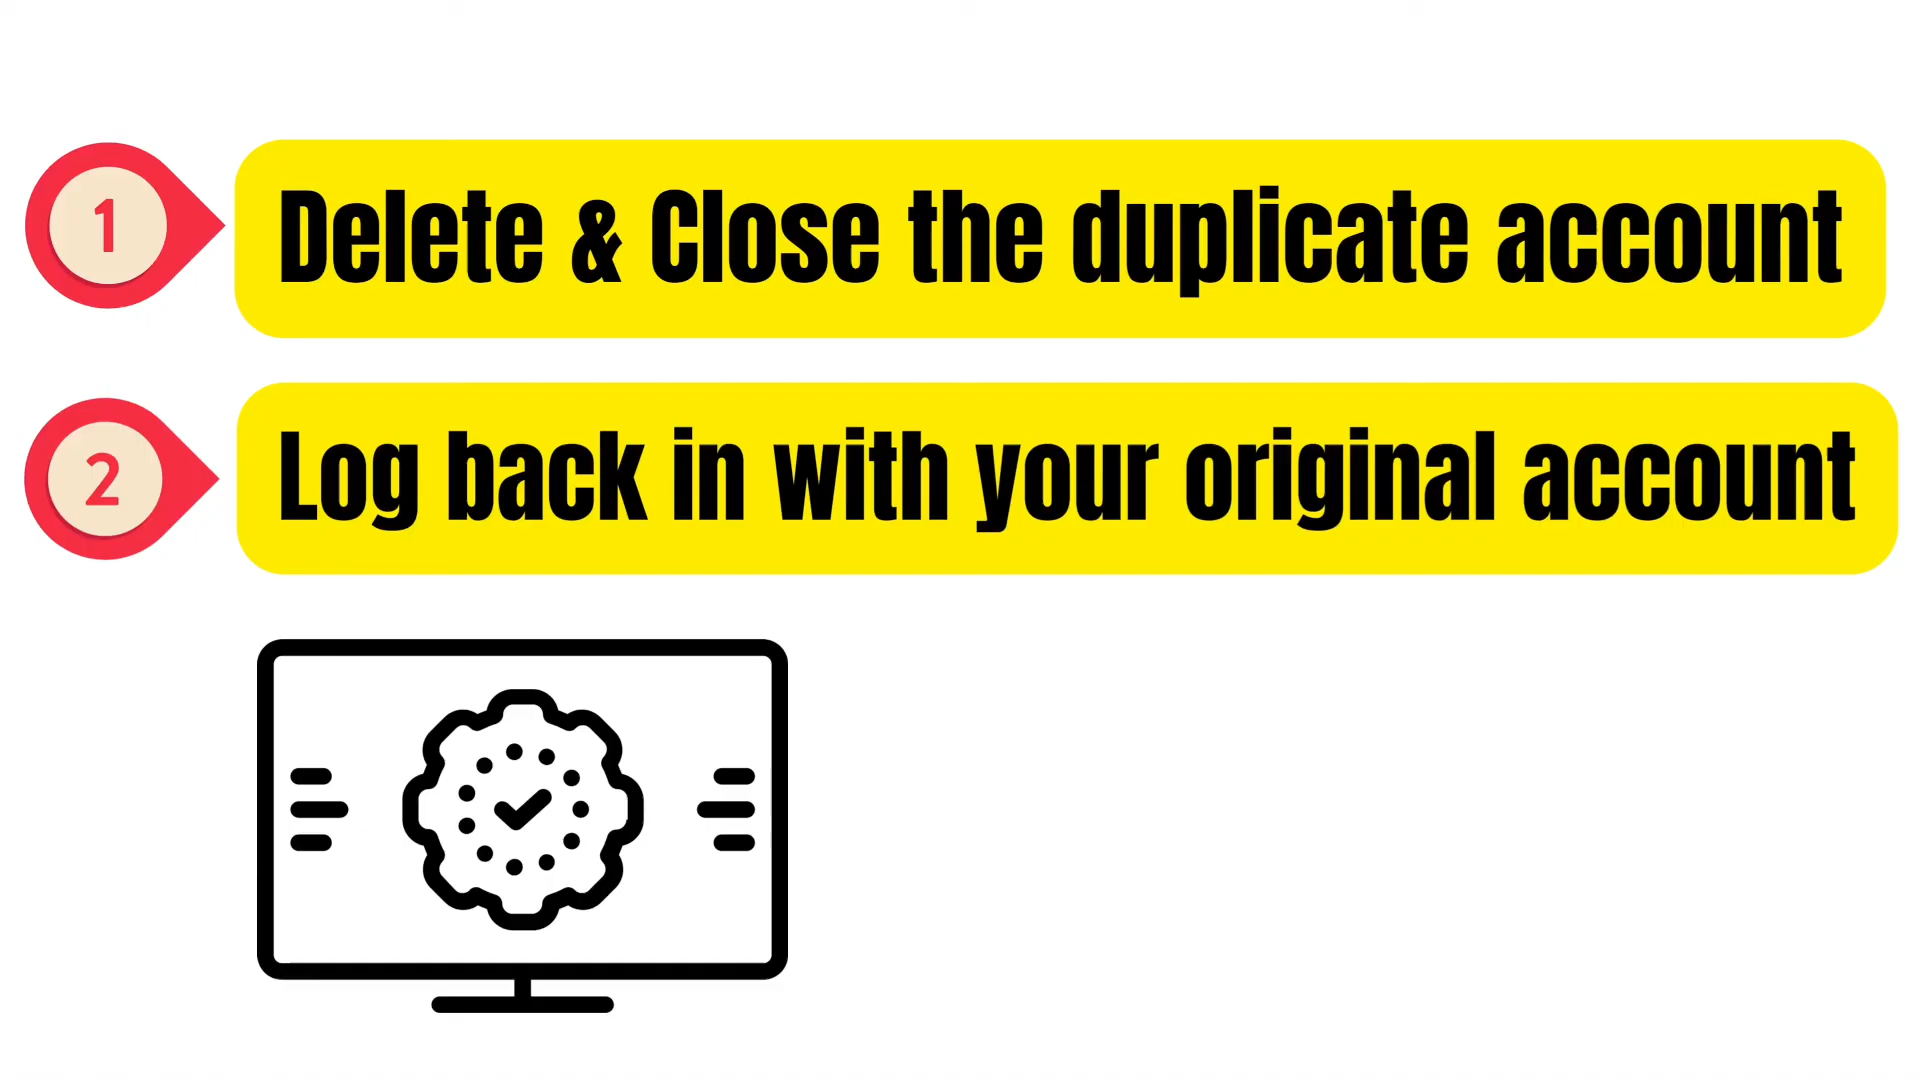 1
Delete & Close the duplicate account
2
Log back in with your original account